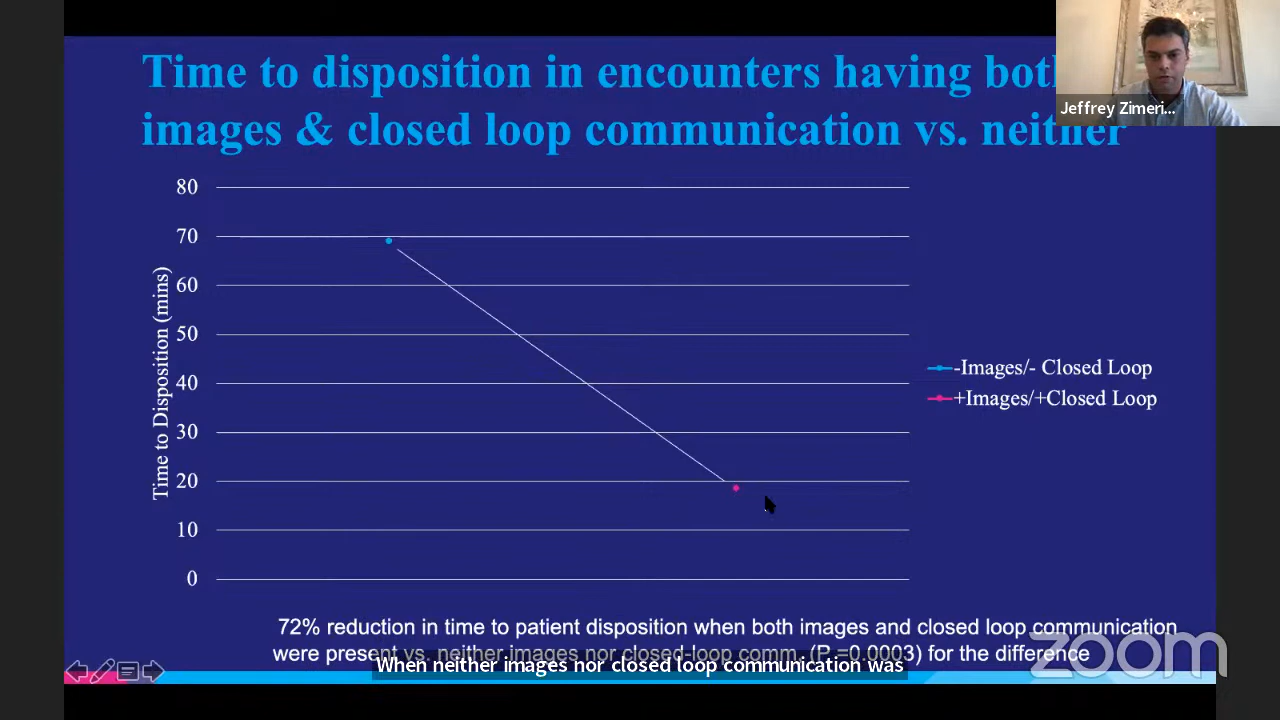 Time to disposition in encounters having both
images & closed loop communication vs. neither
Jeffrey Zimeri...
80
70
60
50
40
30
20
10
0
Time to Disposition (mins)
-Images/- Closed Loop
+Images/+Closed Loop
72% reduction in time to patient disposition when both images and closed loop communication
were present vs. neither images nor closed-loop comm. (P =0.0003) for the difference
When neither images nor closed loop communication was
zoom